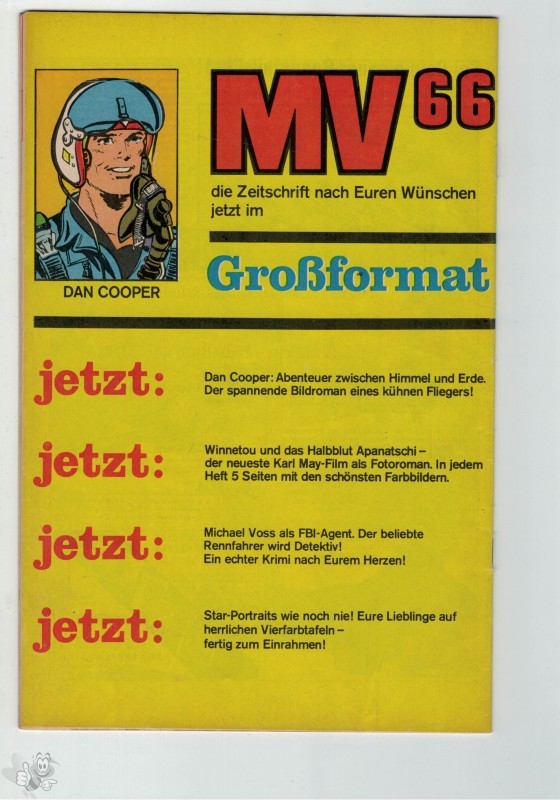 MV 66
die Zeitschrift nach Euren Wünschen
jetzt im
Großformat
DAN COOPER
jetzt:
Dan Cooper: Abenteuer zwischen Himmel und Erde.
Der spannende Bildroman eines kühnen Fliegers!
jetzt:
Winnetou und das Halbblut Apanatschi –
der neueste Karl May-Film als Fotoroman. In jedem
Heft 5 Seiten mit den schönsten Farbbildern.
jetzt:
Michael Voss als FBI-Agent. Der beliebte
Rennfahrer wird Detektiv!
Ein echter Krimi nach Eurem Herzen!
jetzt:
Star-Portraits wie noch nie! Eure Lieblinge auf
herrlichen Vierfarbtafeln –
fertig zum Einrahmen!